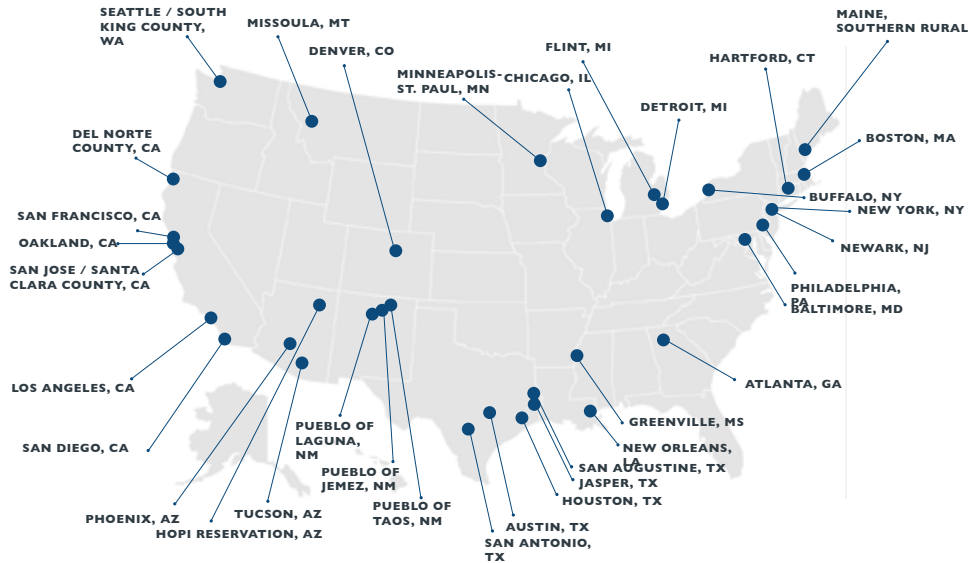 SEATTLE / SOUTH
KING COUNTY,
WA
MISSOULA, MT
DENVER, CO
MINNEAPOLIS-
ST. PAUL, MN
CHICAGO, IL
FLINT, MI
DETROIT, MI
HARTFORD, CT
MAINE,
SOUTHERN RURAL
BOSTON, MA
BUFFALO, NY
NEW YORK, NY
NEWARK, NJ
PHILADELPHIA,
PA
BALTIMORE, MD
DEL NORTE
COUNTY, CA
SAN FRANCISCO, CA
OAKLAND, CA
SAN JOSE / SANTA
CLARA COUNTY, CA
LOS ANGELES, CA
SAN DIEGO, CA
PHOENIX, AZ
HOPI RESERVATION, AZ
TUCSON, AZ
PUEBLO OF
LAGUNA,
NM
PUEBLO OF
JEMEZ, NM
PUEBLO OF
TAOS, NM
ATLANTA, GA
GREENVILLE, MS
NEW ORLEANS,
LA
SAN AUGUSTINE, TX
JASPER, TX
HOUSTON, TX
AUSTIN, TX
SAN ANTONIO,
TX